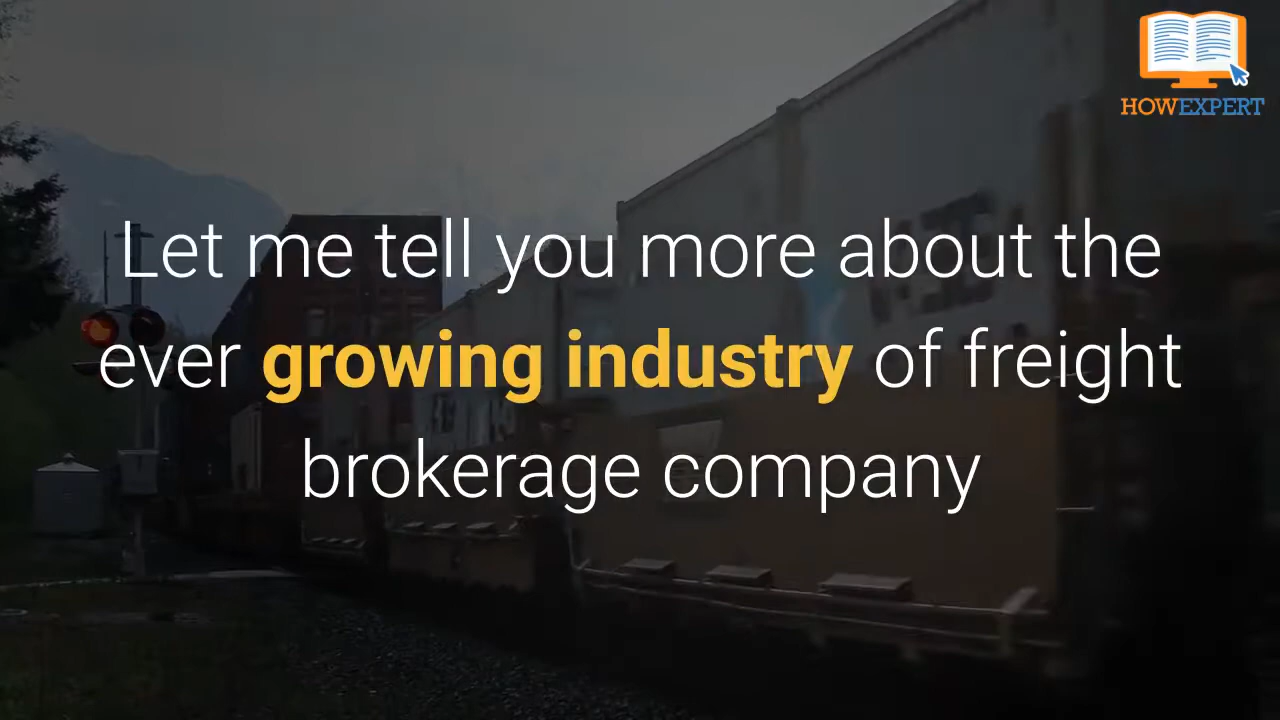 HOWEXPERT
Let me tell you more about the
ever growing industry of freight
brokerage company